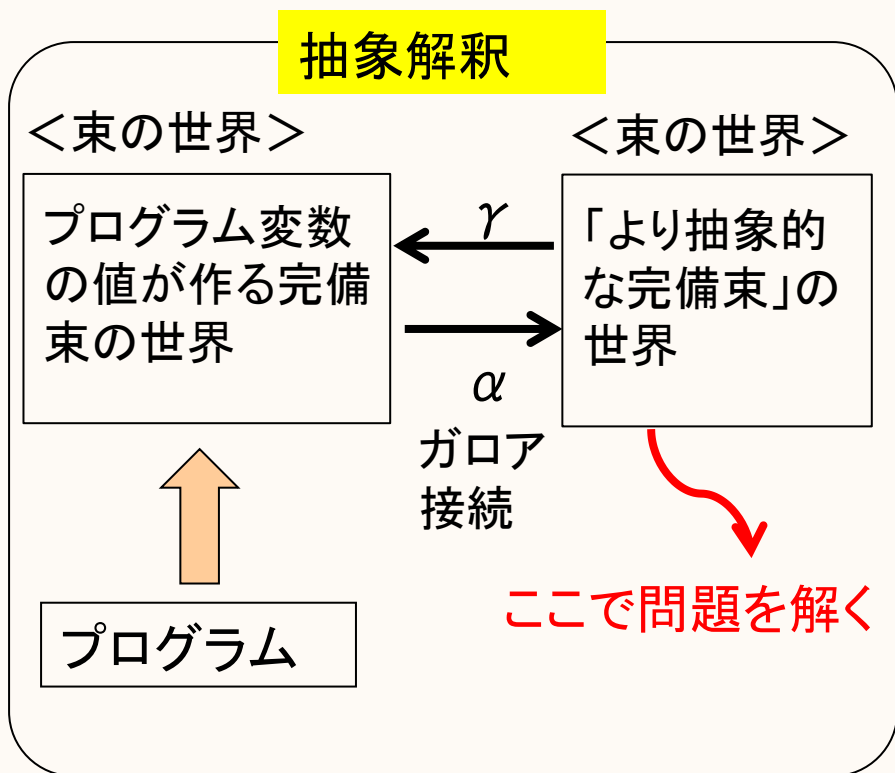 抽象解釈
＜束の世界＞
プログラム変数
の値が作る完備
束の世界
γ
α
ガロア
接続
＜束の世界＞
「より抽象的
な完備束」の
世界
ここで問題を解く
プログラム